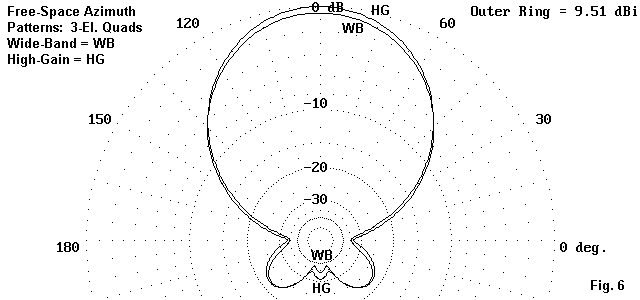 Free-Space Azimuth
Patterns: 3-El. Quads
Wide-Band = WB
High-Gain = HG
0 dB
HG
WB
Outer Ring = 9.51 dBi
120
60
-10
150
30
-20
-30
180
0 deg.
WB
HG
Fig. 6